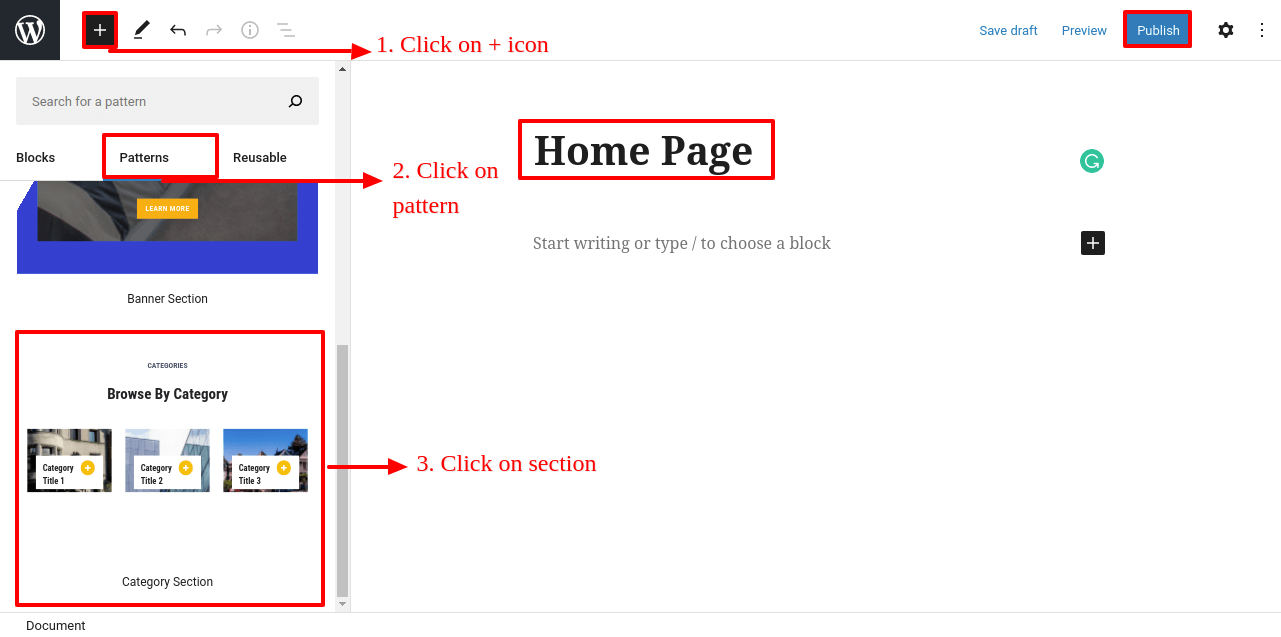 1. Click on + icon
Save draft
Preview
Publish
Search for a pattern
Blocks
Patterns
Reusable
2. Click on
pattern
Home Page
LEARN MORE
Start writing or type / to choose a block
Banner Section
CATEGORIES
Browse By Category
Category
Title 1
Category
Title 2
Category
Title 3
3. Click on section
Category Section
Document